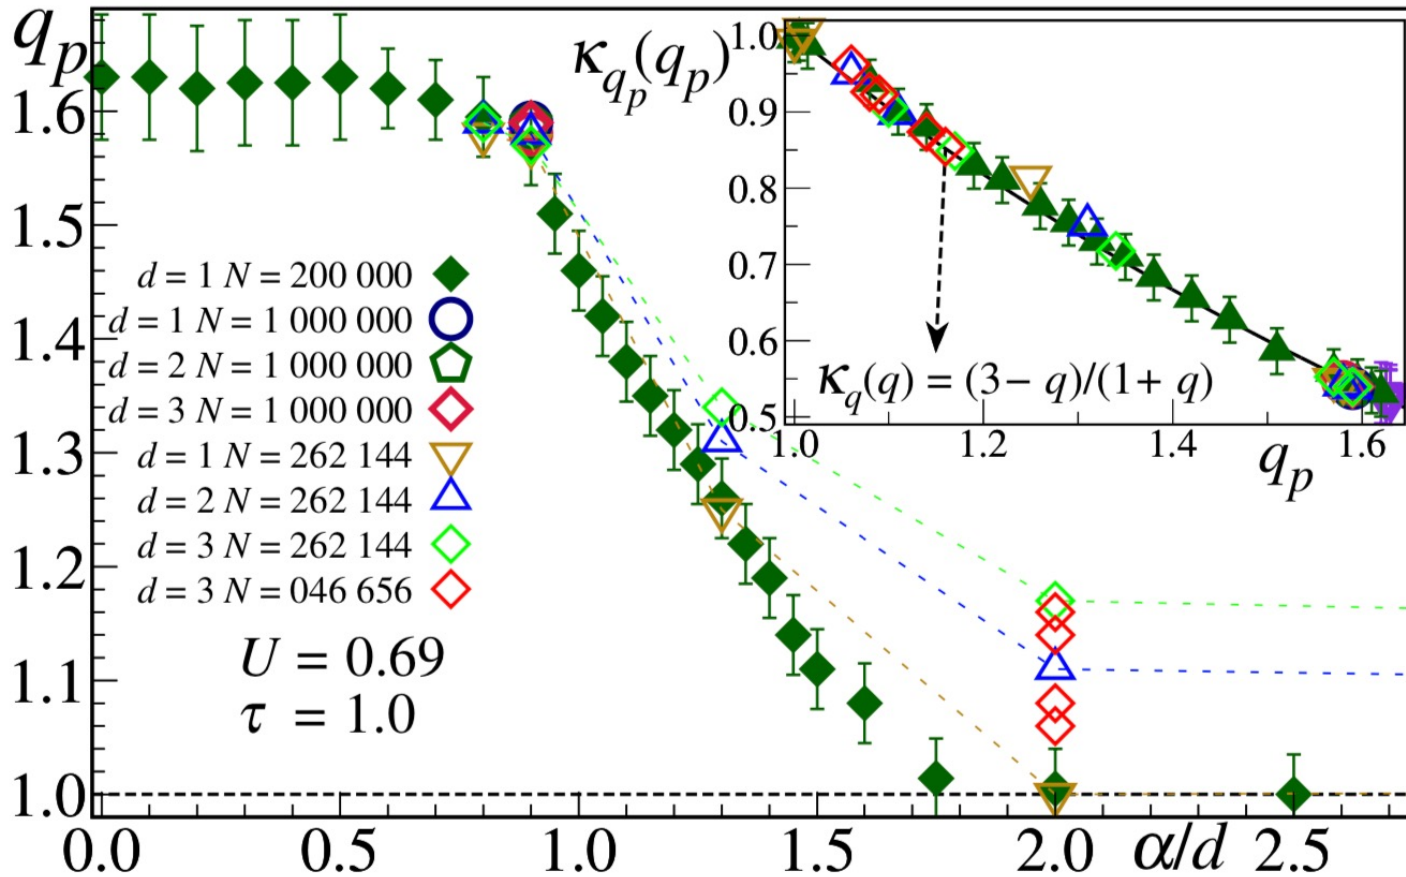 qₚ
1.6
1.5
1.4
1.3
1.2
1.1
1.0
0.0 0.5 1.0 1.5 2.0 α/d 2.5
d = 1 N = 200 000
d = 1 N = 1 000 000
d = 2 N = 1 000 000
d = 3 N = 1 000 000
d = 1 N = 262 144
d = 2 N = 262 144
d = 3 N = 262 144
d = 3 N = 046 656
U = 0.69
τ = 1.0
κ_{qₚ}(qₚ)
1.0
0.9
0.8
0.7
0.6
0.5
κ_q(q) = (3− q)/(1+ q)
1.0 1.2 1.4 1.6
qₚ